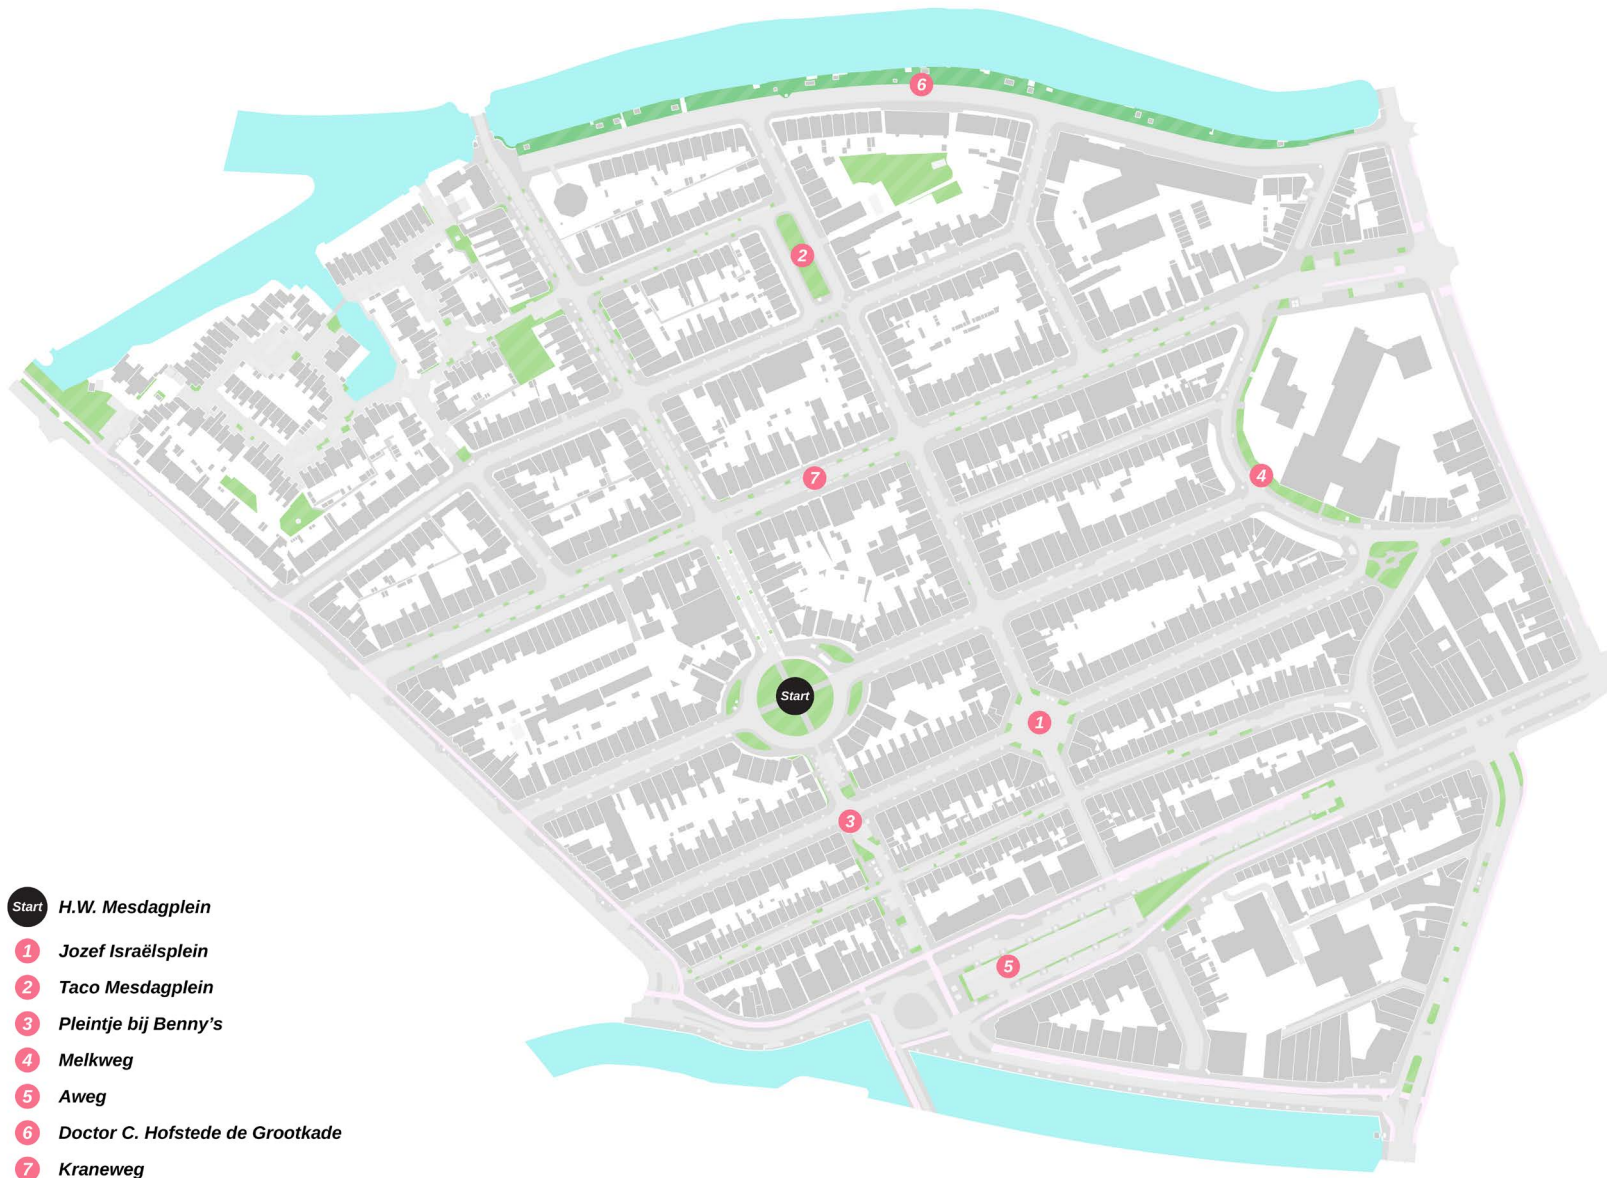 6
2
7
4
Start
1
3
5
Start H.W. Mesdagplein
1 Jozef Israëlsplein
2 Taco Mesdagplein
3 Pleintje bij Benny's
4 Melkweg
5 Aweg
6 Doctor C. Hofstede de Grootkade
7 Kraneweg